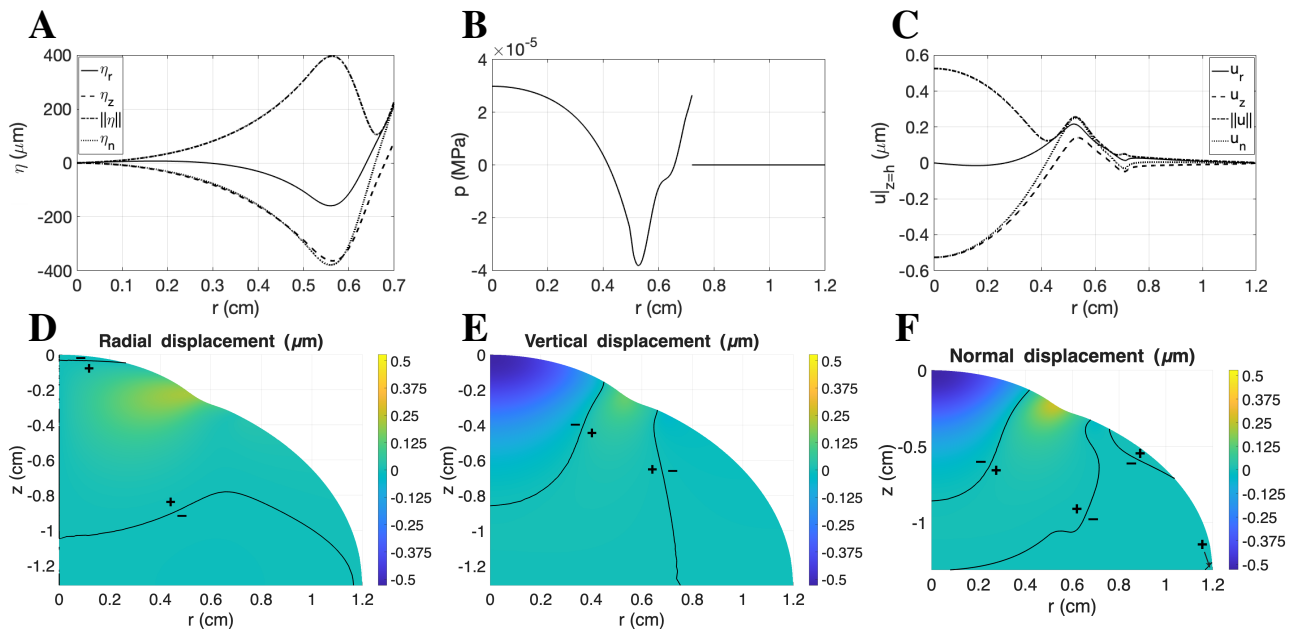 A
400
200
0
-200
-400
η (μm)
η_r
η_z
||η||
η_n
0 0.1 0.2 0.3 0.4 0.5 0.6 0.7
r (cm)
B
×10^-5
4
2
0
-2
-4
p (MPa)
0 0.2 0.4 0.6 0.8 1.0 1.2
r (cm)
C
0.6
0.4
0.2
0
-0.2
-0.4
-0.6
u|_z=h (μm)
u_r
u_z
||u||
u_n
0 0.2 0.4 0.6 0.8 1.0 1.2
r (cm)
D
Radial displacement (μm)
0
-0.2
-0.4
-0.6
-0.8
-1
-1.2
z (cm)
− +
+ −
0 0.2 0.4 0.6 0.8 1 1.2
r (cm)
0.5
0.375
0.25
0.125
0
-0.125
-0.25
-0.375
-0.5
E
Vertical displacement (μm)
0
-0.2
-0.4
-0.6
-0.8
-1
-1.2
z (cm)
− +
+ −
0 0.2 0.4 0.6 0.8 1 1.2
r (cm)
0.5
0.375
0.25
0.125
0
-0.125
-0.25
-0.375
-0.5
F
Normal displacement (μm)
0
-0.5
-1
z (cm)
− +
+ −
+ −
+ -
0 0.2 0.4 0.6 0.8 1 1.2
r (cm)
0.5
0.375
0.25
0.125
0
-0.125
-0.25
-0.375
-0.5